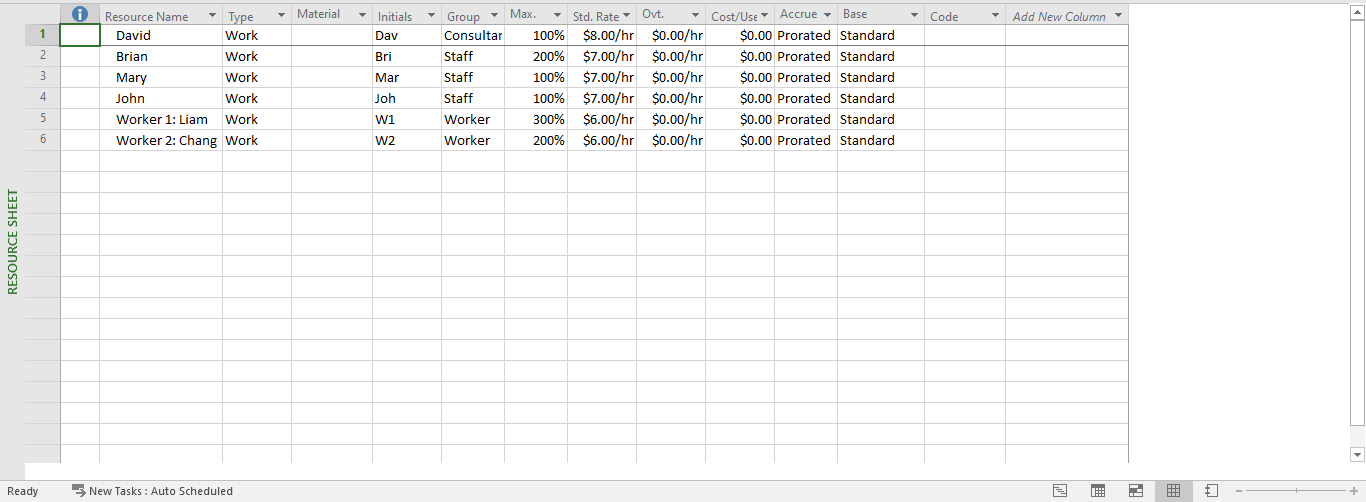 Resource Name Type Material Initials Group Max. Std. Rate Ovt. Cost/Use Accrue Base Code Add New Column
1 David Work Dav Consultan 100% $8.00/hr $0.00/hr $0.00 Prorated Standard
2 Brian Work Bri Staff 200% $7.00/hr $0.00/hr $0.00 Prorated Standard
3 Mary Work Mar Staff 100% $7.00/hr $0.00/hr $0.00 Prorated Standard
4 John Work Joh Staff 100% $7.00/hr $0.00/hr $0.00 Prorated Standard
5 Worker 1: Liam Work W1 Worker 300% $6.00/hr $0.00/hr $0.00 Prorated Standard
6 Worker 2: Chang Work W2 Worker 200% $6.00/hr $0.00/hr $0.00 Prorated Standard
RESOURCE SHEET
Ready New Tasks : Auto Scheduled